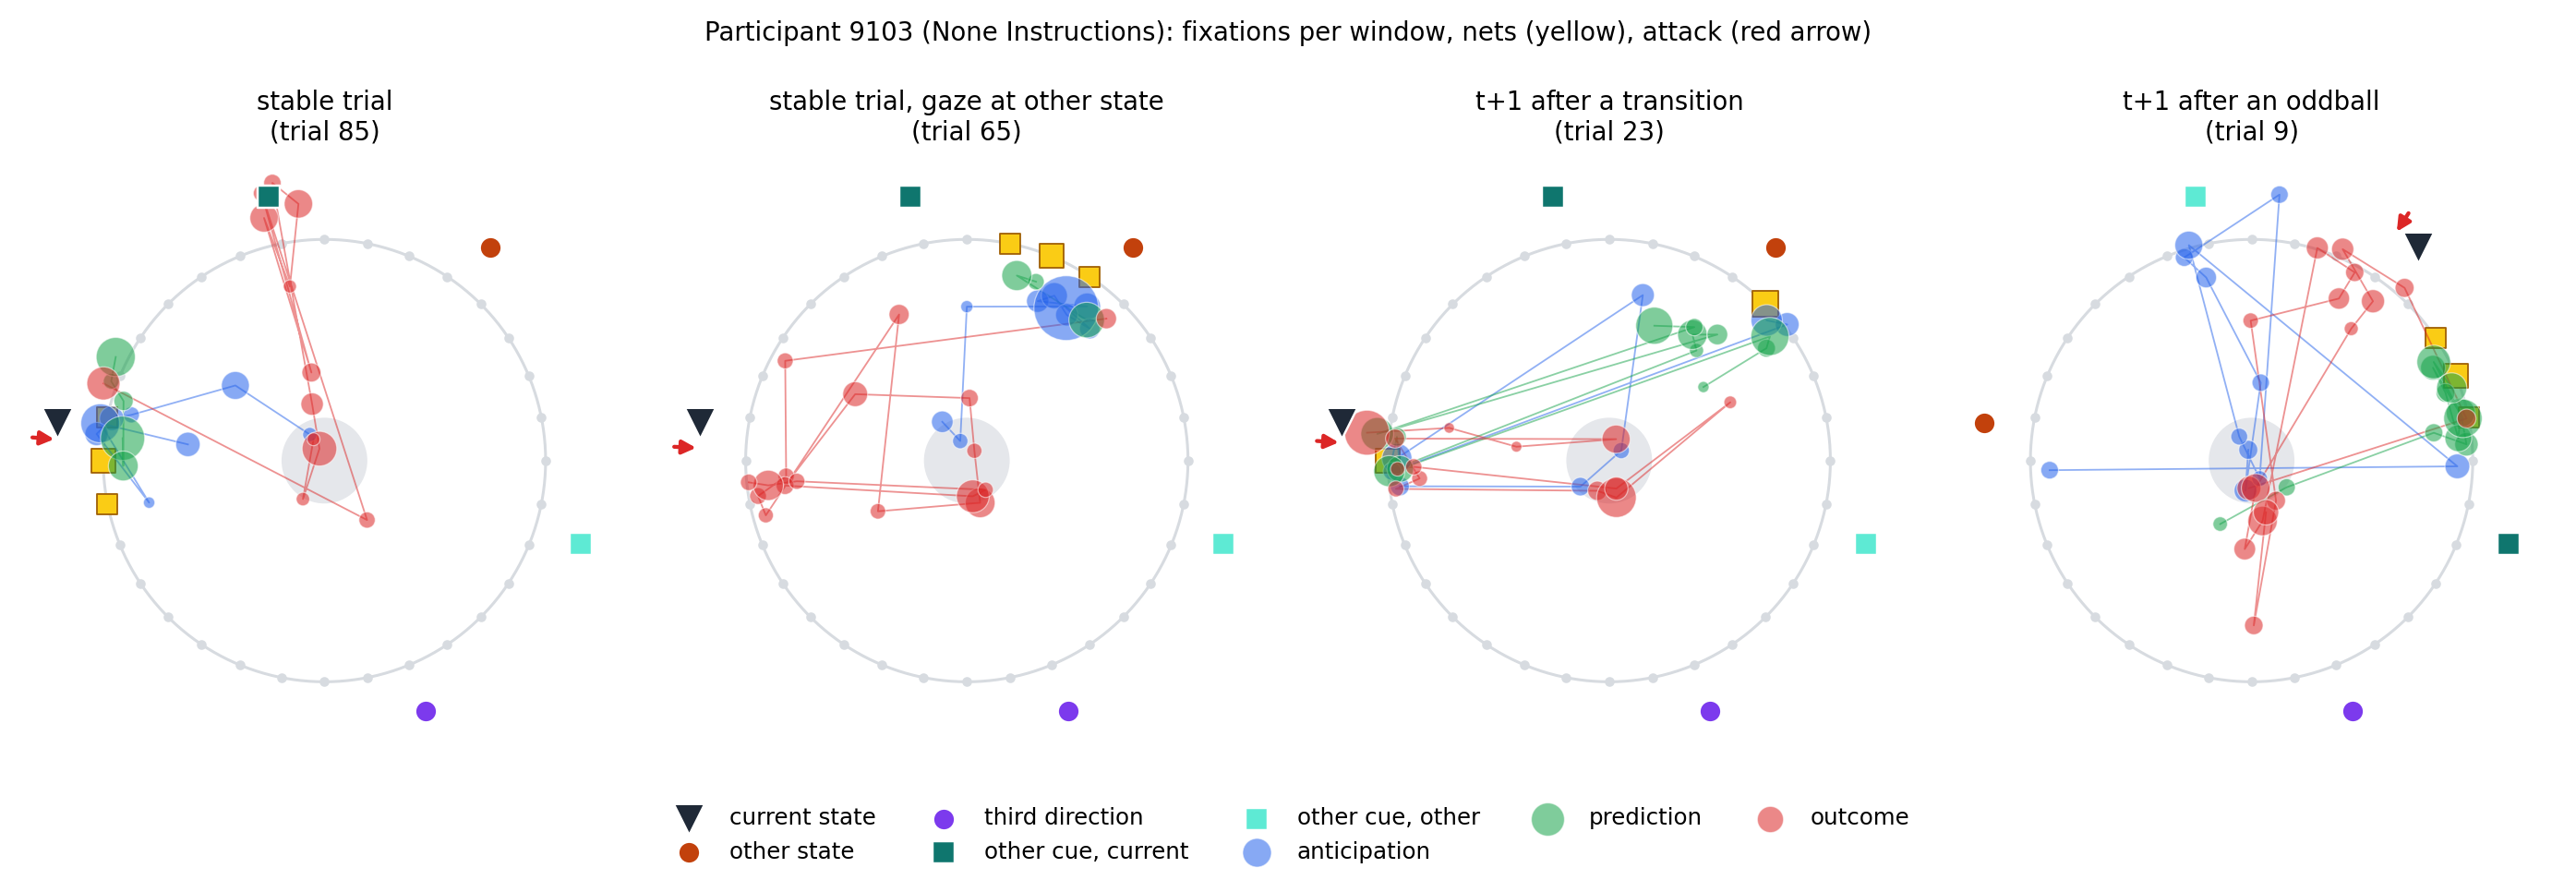 Participant 9103 (None Instructions): fixations per window, nets (yellow), attack (red arrow)
stable trial
(trial 85)
stable trial, gaze at other state
(trial 65)
t+1 after a transition
(trial 23)
t+1 after an oddball
(trial 9)
current state
other state
third direction
other cue, current
other cue, other
anticipation
prediction
outcome